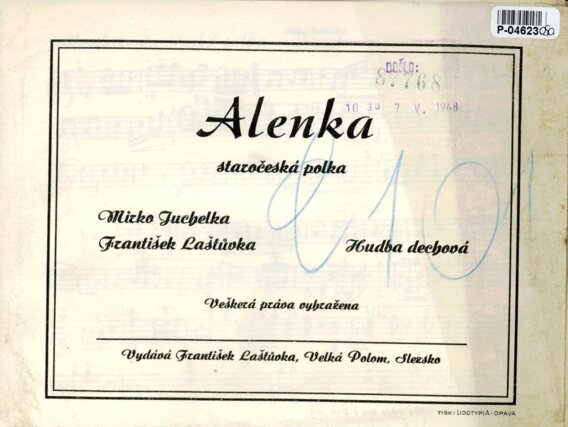 P-04623
DOŠLO:
87768
10 30 7 V. 1948
Alenka
staročeská polka
Mirko Juchelka
František Laštůvka
Hudba dechová
Veškerá práva vyhražena
Vydává František Laštůvka, Velká Polom, Slezsko
TISK: LIDOTYPIA - OPAVA